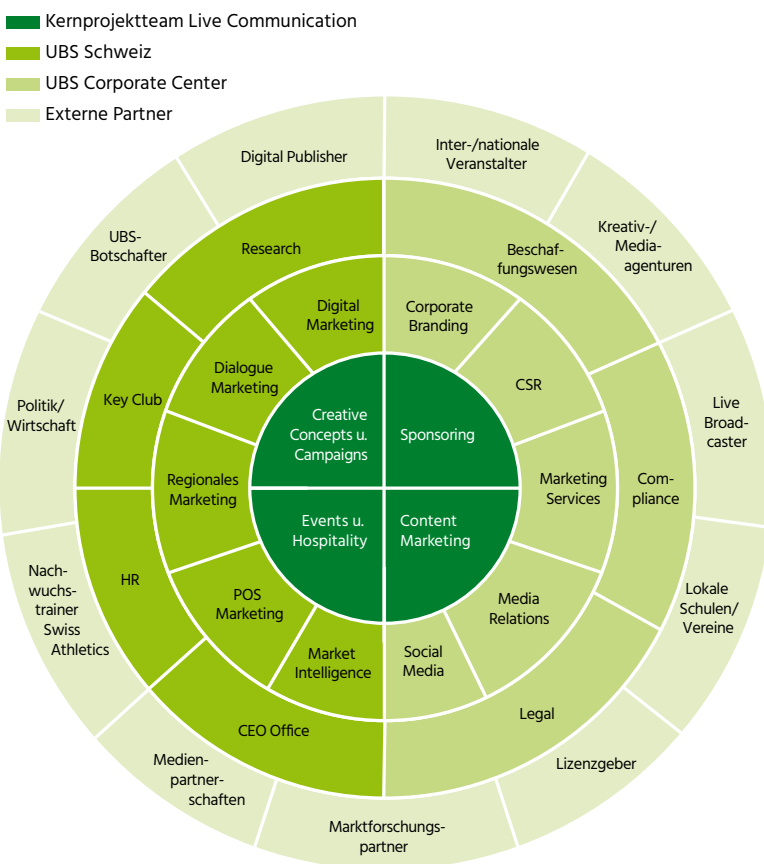 Kernprojektteam Live Communication
UBS Schweiz
UBS Corporate Center
Externe Partner
Digital Publisher
Inter-/nationale
Veranstalter
Kreativ-/
Media-
agenturen
Live
Broad-
caster
Lokale
Schulen/
Vereine
Lizenzgeber
Marktforschungs-
partner
Medien-
partner-
schaften
Nach-
wuchs-
trainer
Swiss
Athletics
Politik/
Wirtschaft
UBS-
Botschafter
Research
Beschaf-
fungswesen
Com-
pliance
Legal
CEO Office
HR
Key Club
Digital
Marketing
Corporate
Branding
CSR
Marketing
Services
Media
Relations
Social
Media
Market
Intelligence
POS
Marketing
Regionales
Marketing
Dialogue
Marketing
Creative
Concepts u.
Campaigns
Sponsoring
Events u.
Hospitality
Content
Marketing